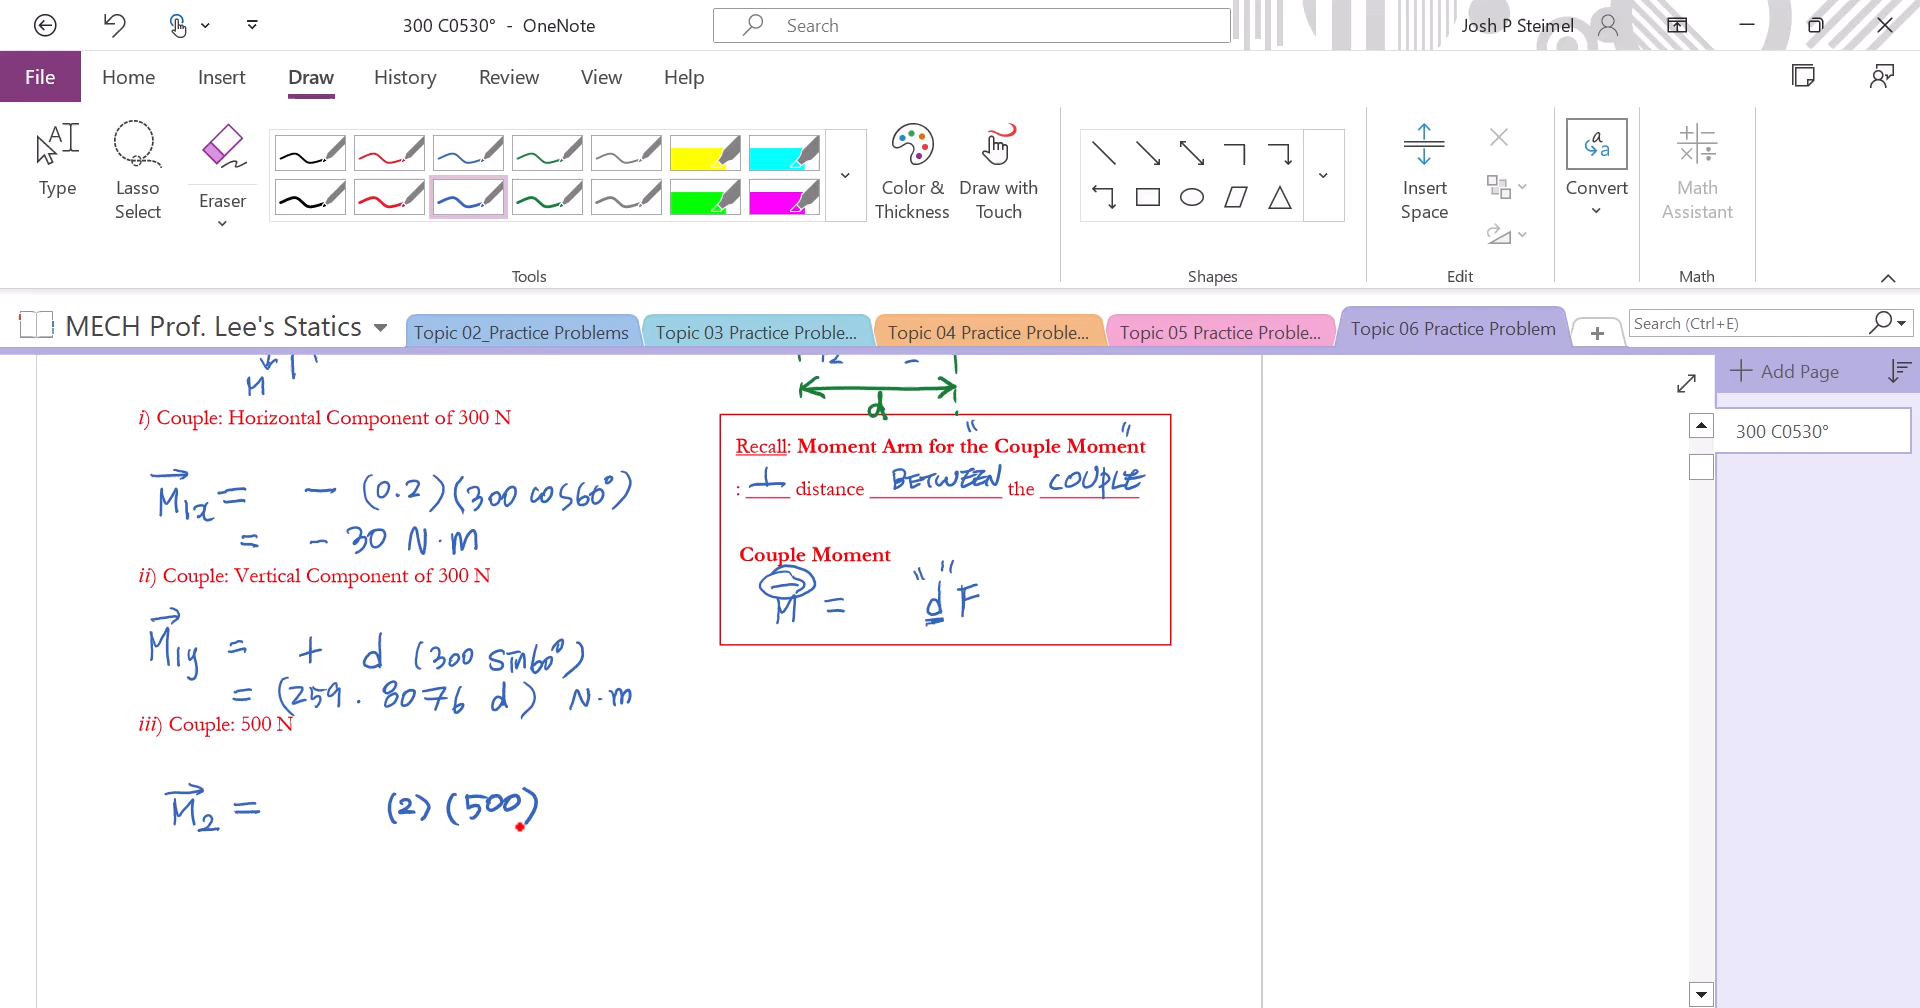 300 C0530° - OneNote
Search
Josh P Steimel
File Home Insert Draw History Review View Help
Type
Lasso Select
Eraser
Color & Thickness
Draw with Touch
Insert Space
Convert
Math Assistant
Tools
Shapes
Edit
Math
MECH Prof. Lee's Statics
Topic 02_Practice Problems
Topic 03 Practice Proble...
Topic 04 Practice Proble...
Topic 05 Practice Proble...
Topic 06 Practice Problem
Search (Ctrl+E)
Add Page
300 C0530°
M
d
i) Couple: Horizontal Component of 300 N
M1x = - (0.2)(300 cos60°)
= - 30 N·m
ii) Couple: Vertical Component of 300 N
M1y = + d (300 sin60°)
= (259.8076 d) N·m
iii) Couple: 500 N
M2 = (2)(500)
Recall: Moment Arm for "the Couple Moment"
: ⊥ distance BETWEEN the COUPLE
Couple Moment
M = "d" F